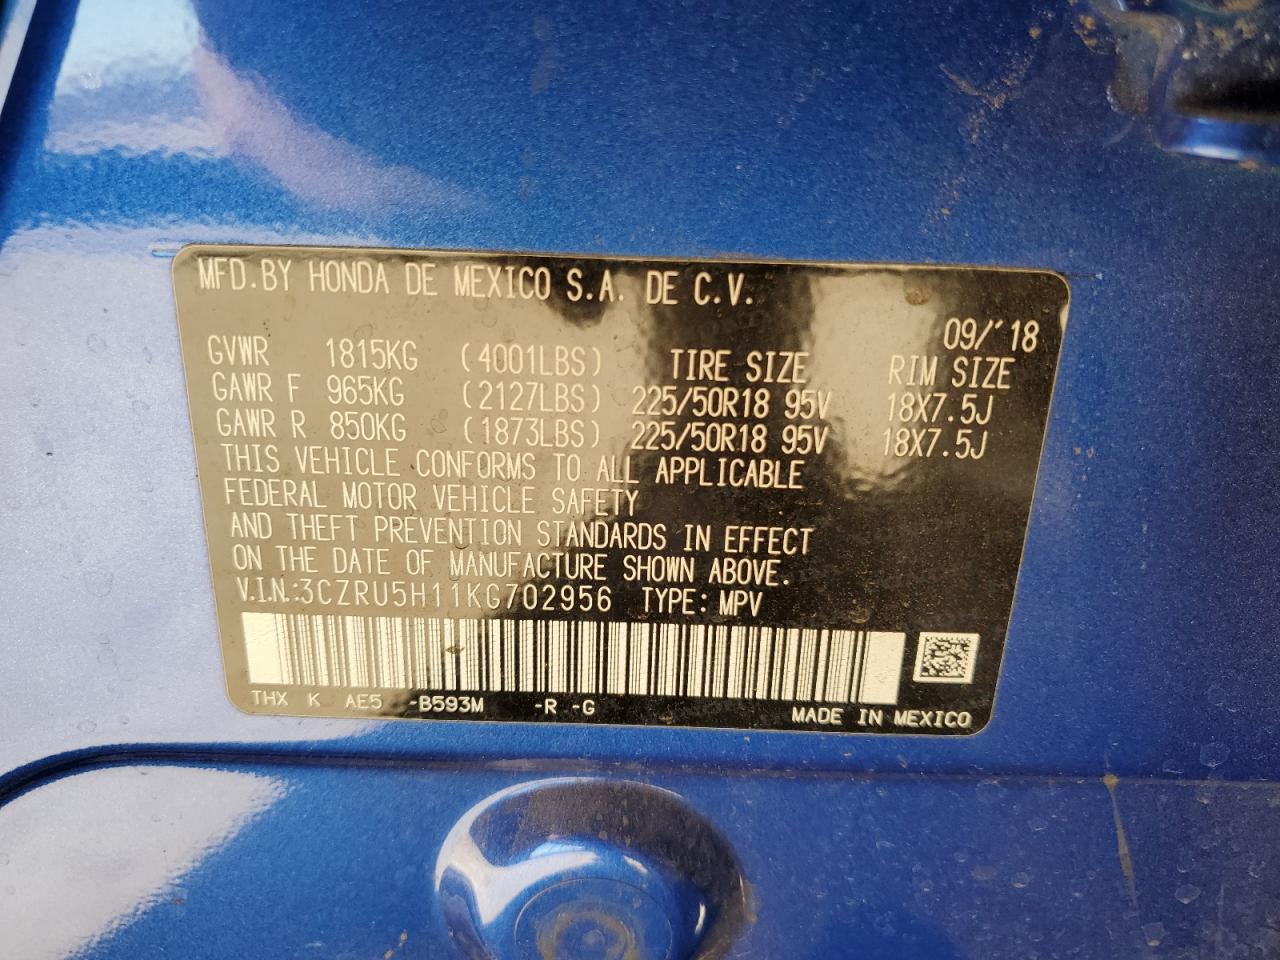 MFD.BY HONDA DE MEXICO S.A. DE C.V.
09/'18
GVWR 1815KG (4001LBS) TIRE SIZE RIM SIZE
GAWR F 965KG (2127LBS) 225/50R18 95V 18X7.5J
GAWR R 850KG (1873LBS) 225/50R18 95V 18X7.5J
THIS VEHICLE CONFORMS TO ALL APPLICABLE
FEDERAL MOTOR VEHICLE SAFETY
AND THEFT PREVENTION STANDARDS IN EFFECT
ON THE DATE OF MANUFACTURE SHOWN ABOVE.
V.I.N.:3CZRU5H11KG702956 TYPE: MPV
THX K AE5 -B593M -R -G
MADE IN MEXICO